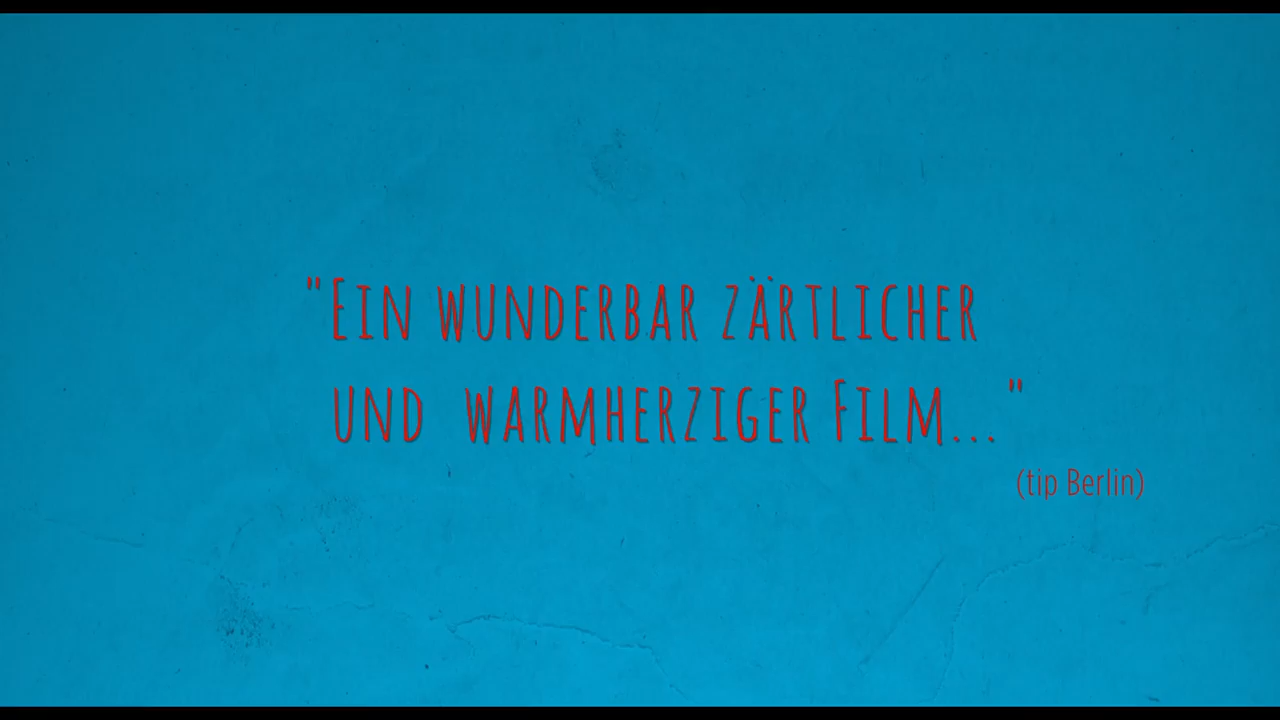 "Ein wunderbar zärtlicher
und warmherziger Film..."
(tip Berlin)